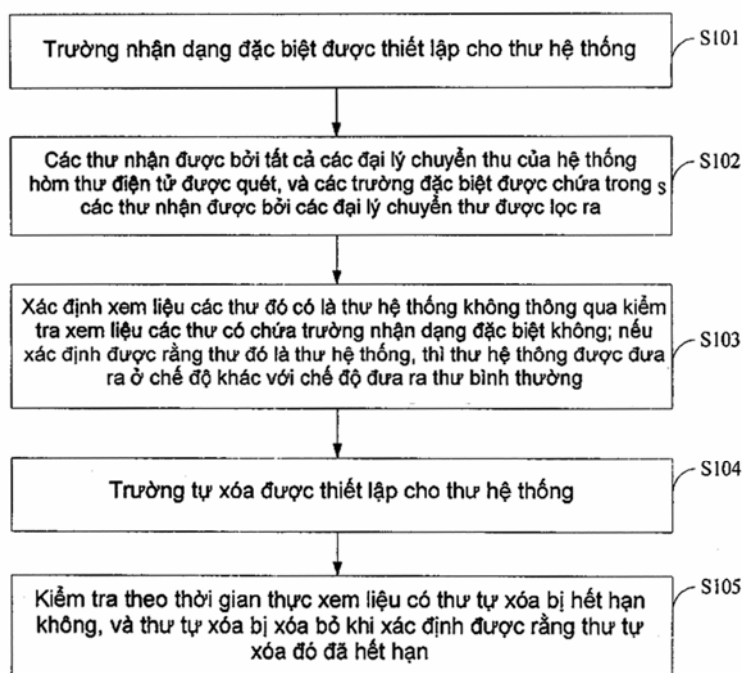 Trường nhận dạng đặc biệt được thiết lập cho thư hệ thống
S101
Các thư nhận được bởi tất cả các đại lý chuyển thu của hệ thống
hòm thư điện tử được quét, và các trường đặc biệt được chứa trong s
các thư nhận được bởi các đại lý chuyển thư được lọc ra
S102
Xác định xem liệu các thư đó có là thư hệ thống không thông qua kiểm
tra xem liệu các thư có chứa trường nhận dạng đặc biệt không; nếu
xác định được rằng thư đó là thư hệ thống, thì thư hệ thông được đưa
ra ở chế độ khác với chế độ đưa ra thư bình thường
S103
Trường tự xóa được thiết lập cho thư hệ thống
S104
Kiểm tra theo thời gian thực xem liệu có thư tự xóa bị hết hạn
không, và thư tự xóa bị xóa bỏ khi xác định được rằng thư tự
xóa đó đã hết hạn
S105